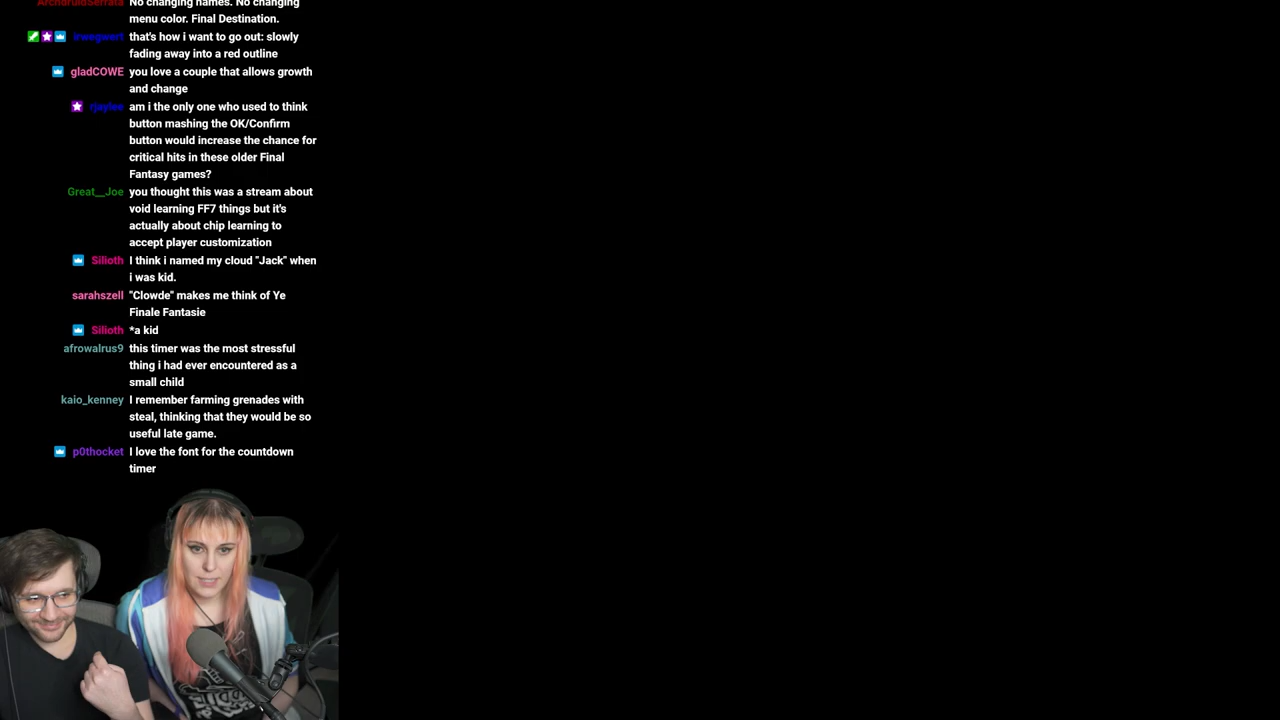 ArchdruidSerrata No changing names. No changing
menu color. Final Destination.
irwegwert that's how i want to go out: slowly
fading away into a red outline
gladCOWE you love a couple that allows growth
and change
rjaylee am i the only one who used to think
button mashing the OK/Confirm
button would increase the chance for
critical hits in these older Final
Fantasy games?
Great__Joe you thought this was a stream about
void learning FF7 things but it's
actually about chip learning to
accept player customization
Silioth I think i named my cloud "Jack" when
i was kid.
sarahszell "Clowde" makes me think of Ye
Finale Fantasie
Silioth *a kid
afrowalrus9 this timer was the most stressful
thing i had ever encountered as a
small child
kaio_kenney I remember farming grenades with
steal, thinking that they would be so
useful late game.
p0thocket I love the font for the countdown
timer